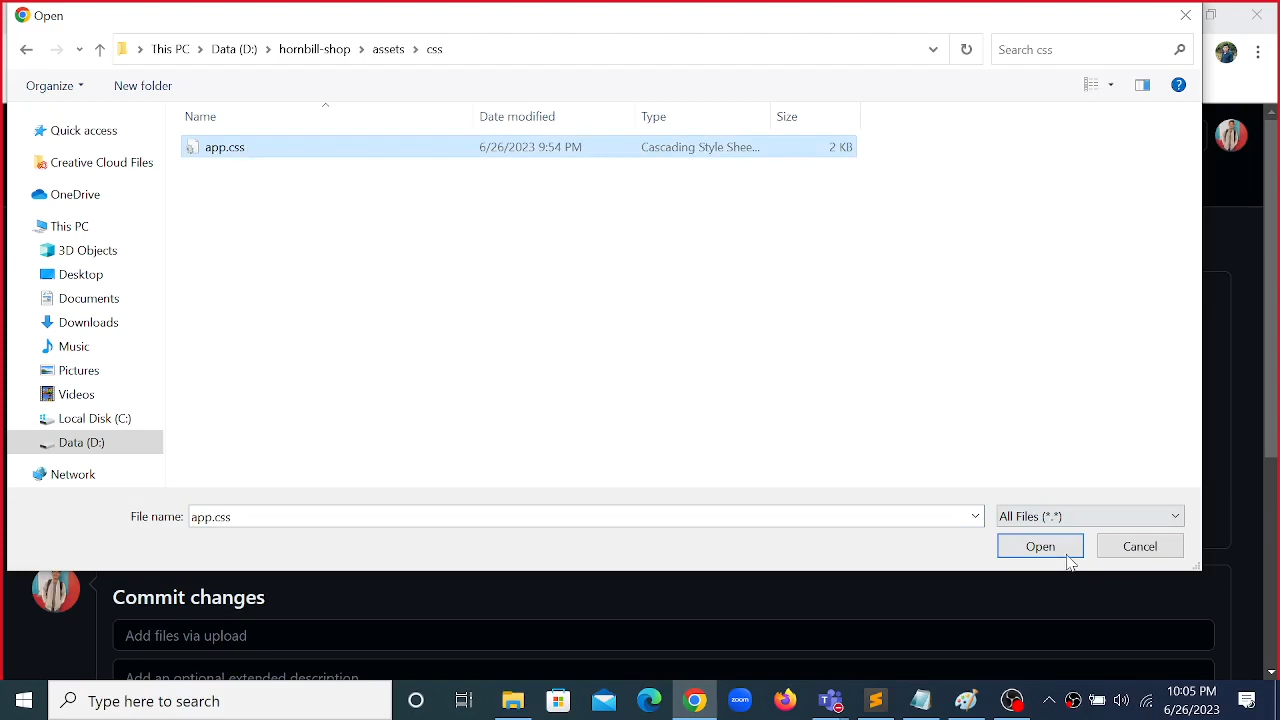 Open
This PC
Data (D:)
hornbill-shop
assets
css
Search css
Organize
New folder
Name
Date modified
Type
Size
app.css
6/26/2023 9:54 PM
Cascading Style Shee...
2 KB
Quick access
Creative Cloud Files
OneDrive
This PC
3D Objects
Desktop
Documents
Downloads
Music
Pictures
Videos
Local Disk (C:)
Data (D:)
Network
File name:
app.css
All Files (*.*)
Open
Cancel
Commit changes
Add files via upload
Add an optional extended description
Type here to search
zoom
10:05 PM
6/26/2023